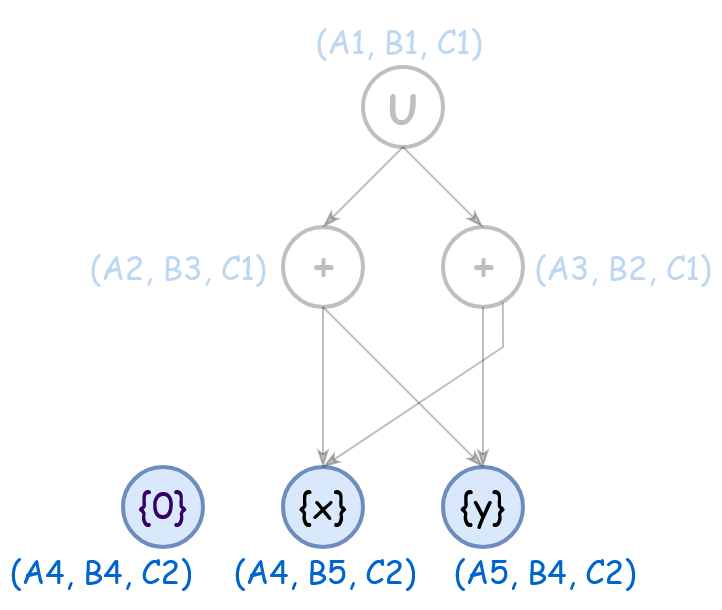 (A1, B1, C1)
∪
(A2, B3, C1) + + (A3, B2, C1)
{0} {x} {y}
(A4, B4, C2) (A4, B5, C2) (A5, B4, C2)